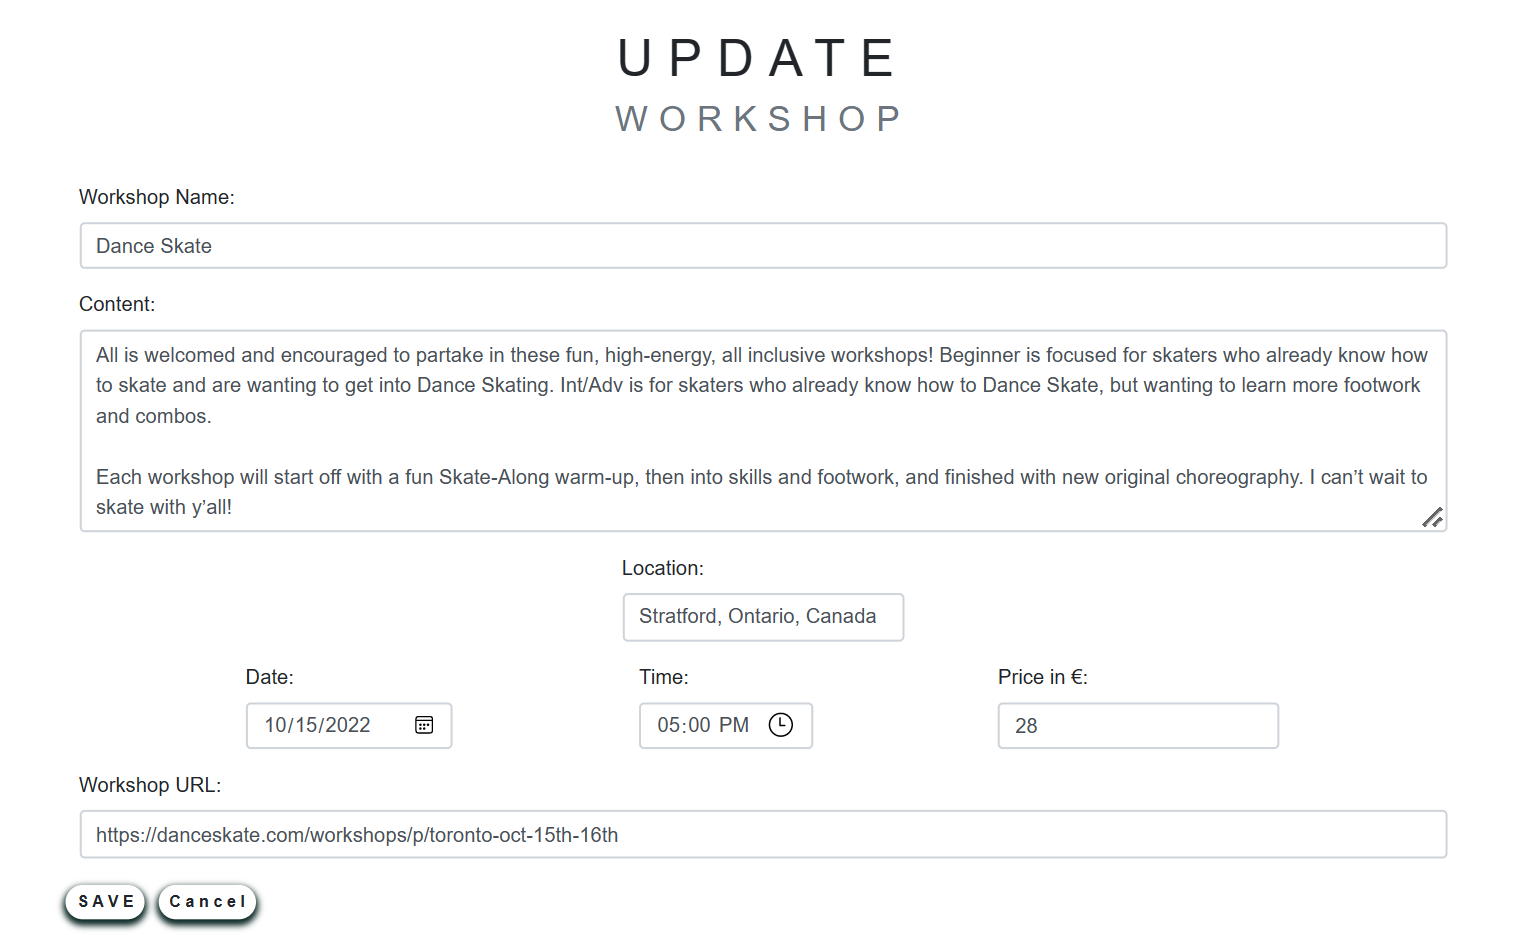 UPDATE
WORKSHOP
Workshop Name:
Dance Skate
Content:
All is welcomed and encouraged to partake in these fun, high-energy, all inclusive workshops! Beginner is focused for skaters who already know how
to skate and are wanting to get into Dance Skating. Int/Adv is for skaters who already know how to Dance Skate, but wanting to learn more footwork
and combos.
Each workshop will start off with a fun Skate-Along warm-up, then into skills and footwork, and finished with new original choreography. I can’t wait to
skate with y’all!
Location:
Stratford, Ontario, Canada
Date: Time: Price in €:
10/15/2022 05:00 PM 28
Workshop URL:
https://danceskate.com/workshops/p/toronto-oct-15th-16th
SAVE Cancel